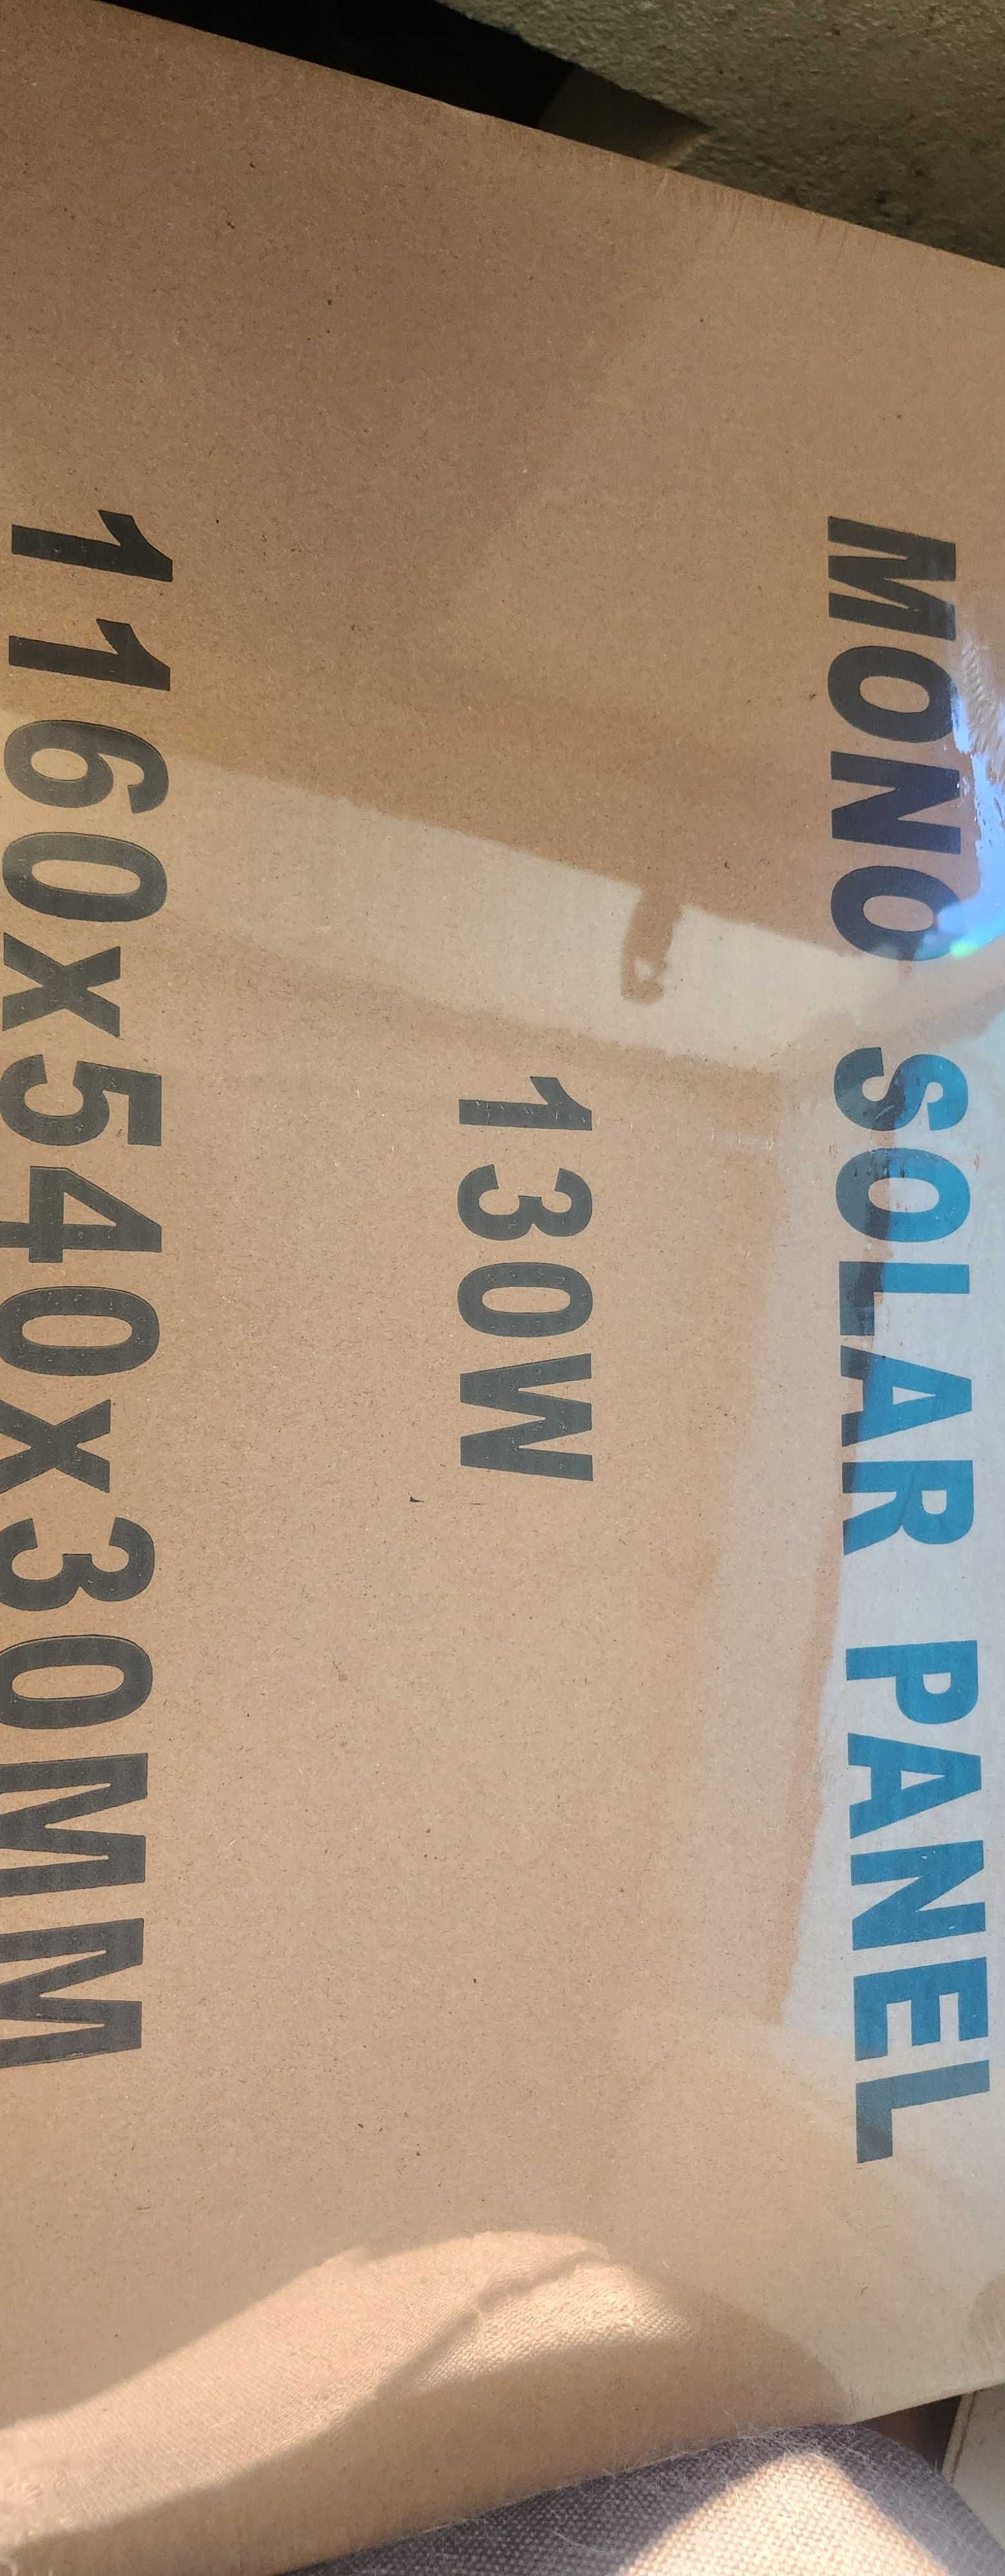 MONO SOLAR PANEL
130W
1160x540x30MM